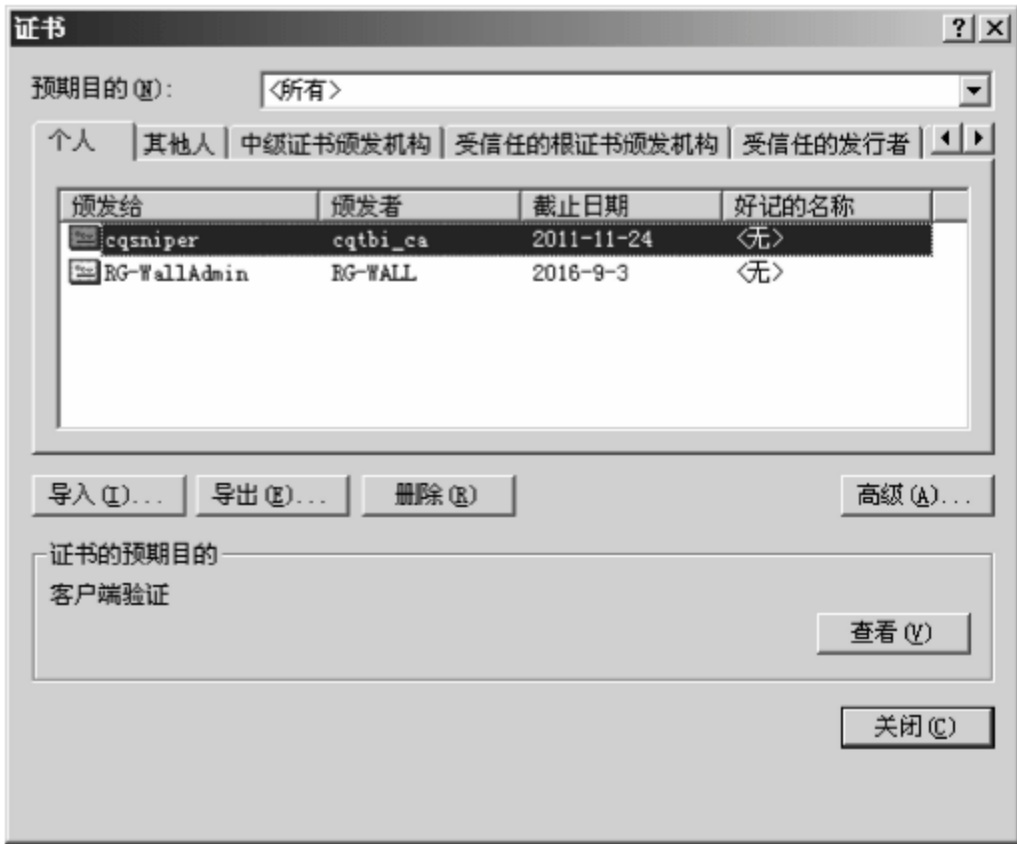 证书
预期目的(N): <所有>
个人 其他人 中级证书颁发机构 受信任的根证书颁发机构 受信任的发行者
颁发给 颁发者 截止日期 好记的名称
cqsniper cqtbi_ca 2011-11-24 <无>
RG-WallAdmin RG-WALL 2016-9-3 <无>
导入(I)... 导出(E)... 删除(R) 高级(A)...
证书的预期目的
客户端验证
查看(V)
关闭(C)